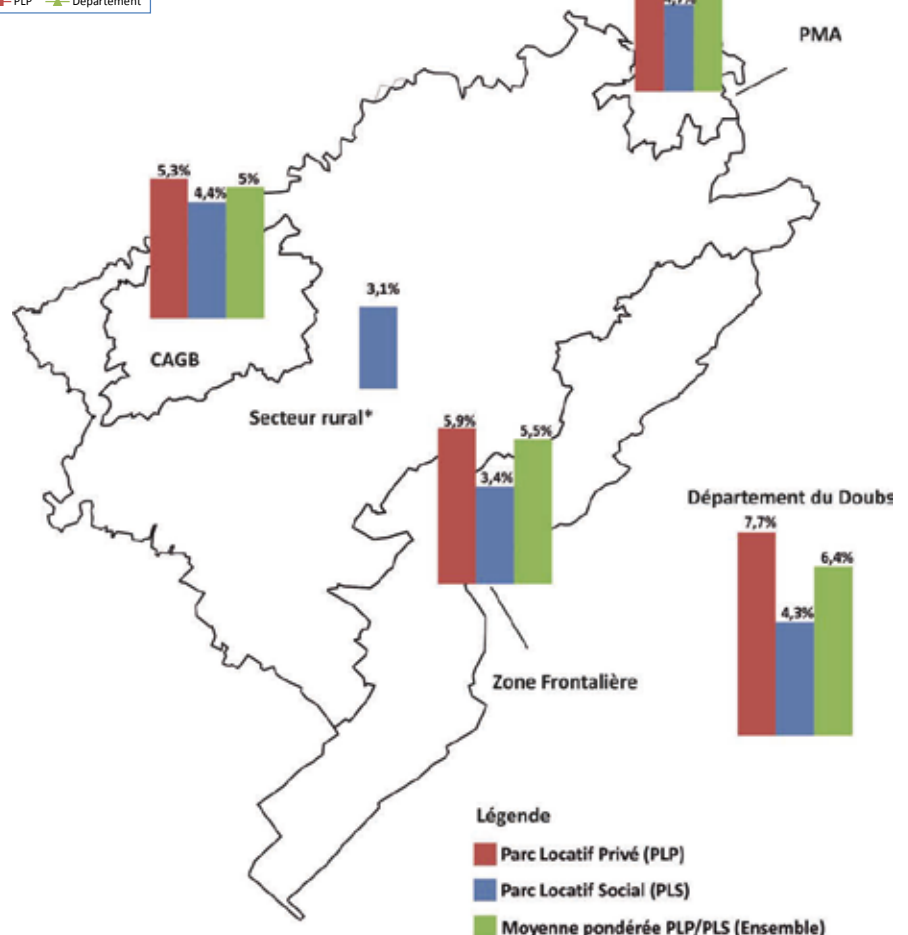 PLP Département
PMA
5,3%
4,4%
5%
3,1%
CAGB
Secteur rural*
5,9%
3,4%
5,5%
Département du Doubs
7,7%
6,4%
4,3%
Zone Frontalière
Légende
Parc Locatif Privé (PLP)
Parc Locatif Social (PLS)
Moyenne pondérée PLP/PLS (Ensemble)